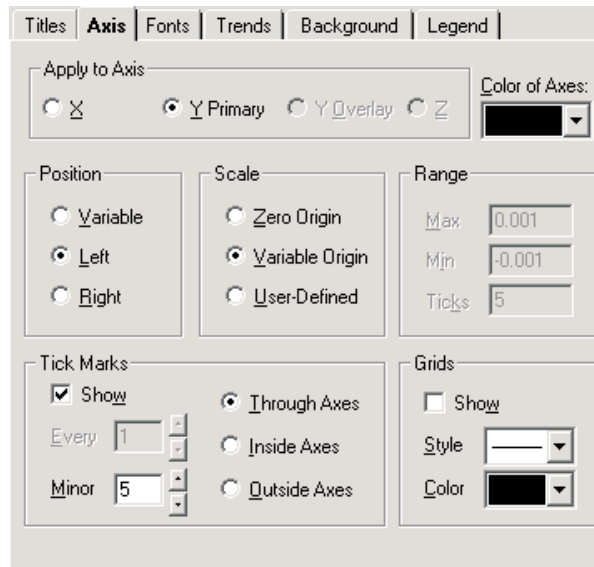 Titles Axis Fonts Trends Background Legend
Apply to Axis
X Y Primary Y Overlay Z
Color of Axes:
Position
Variable
Left
Right
Scale
Zero Origin
Variable Origin
User-Defined
Range
Max 0.001
Min -0.001
Ticks 5
Tick Marks
Show
Every 1
Minor 5
Through Axes
Inside Axes
Outside Axes
Grids
Show
Style
Color